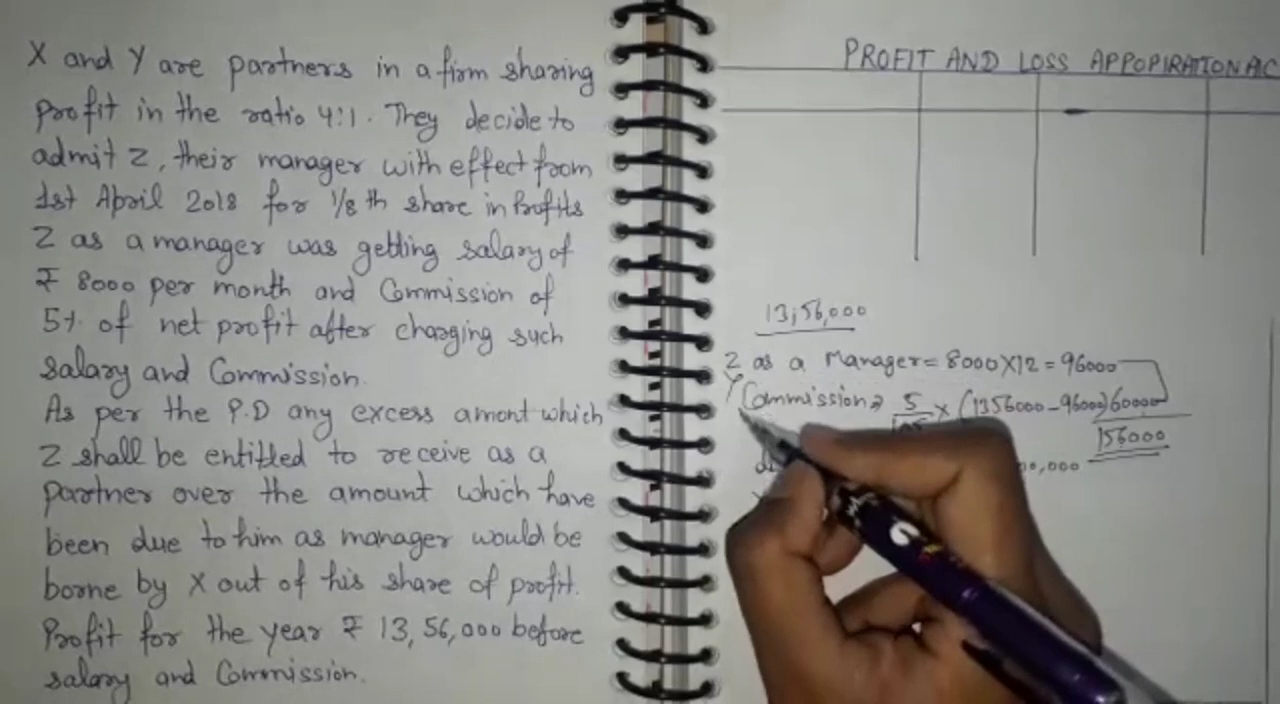 X and Y are partners in a firm sharing
profit in the ratio 4:1. They decide to
admit Z, their manager with effect from
1st April 2018 for 1/8th share in Profits
Z as a manager was getting salary of
₹ 8000 per month and Commission of
5% of net profit after charging such
salary and Commission.
As per the P.D any excess amont which
Z shall be entitled to receive as a
partner over the amount which have
been due to him as manager would be
borne by X out of his share of profit.
Profit for the year ₹ 13,56,000 before
salary and Commission.
PROFIT AND LOSS APPOPIRATION A/C
13,56,000
Z as a Manager = 8000 X 12 = 96000
Commission = 5/105 X (1356000 - 96000) 60000
156000
00,000